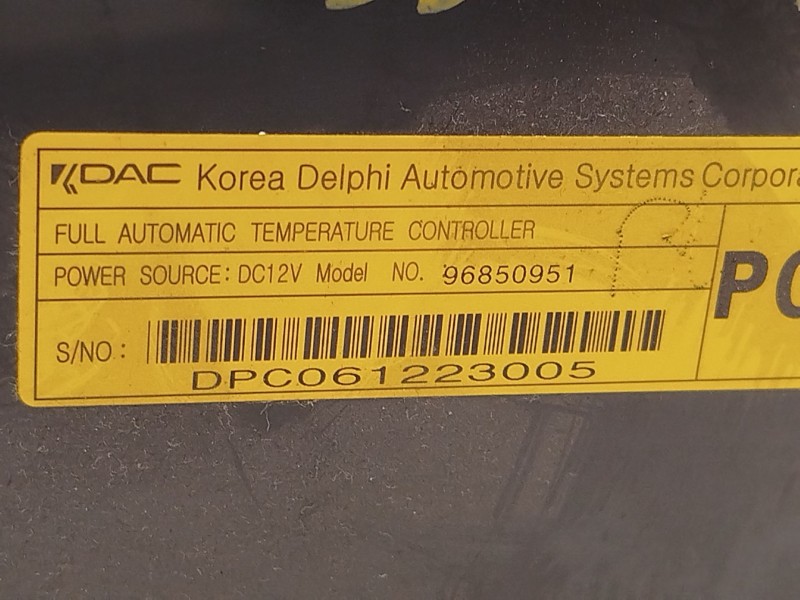 KDAC Korea Delphi Automotive Systems Corpora
FULL AUTOMATIC TEMPERATURE CONTROLLER
POWER SOURCE: DC12V Model NO. 96850951
PC
S/NO :
DPC061223005